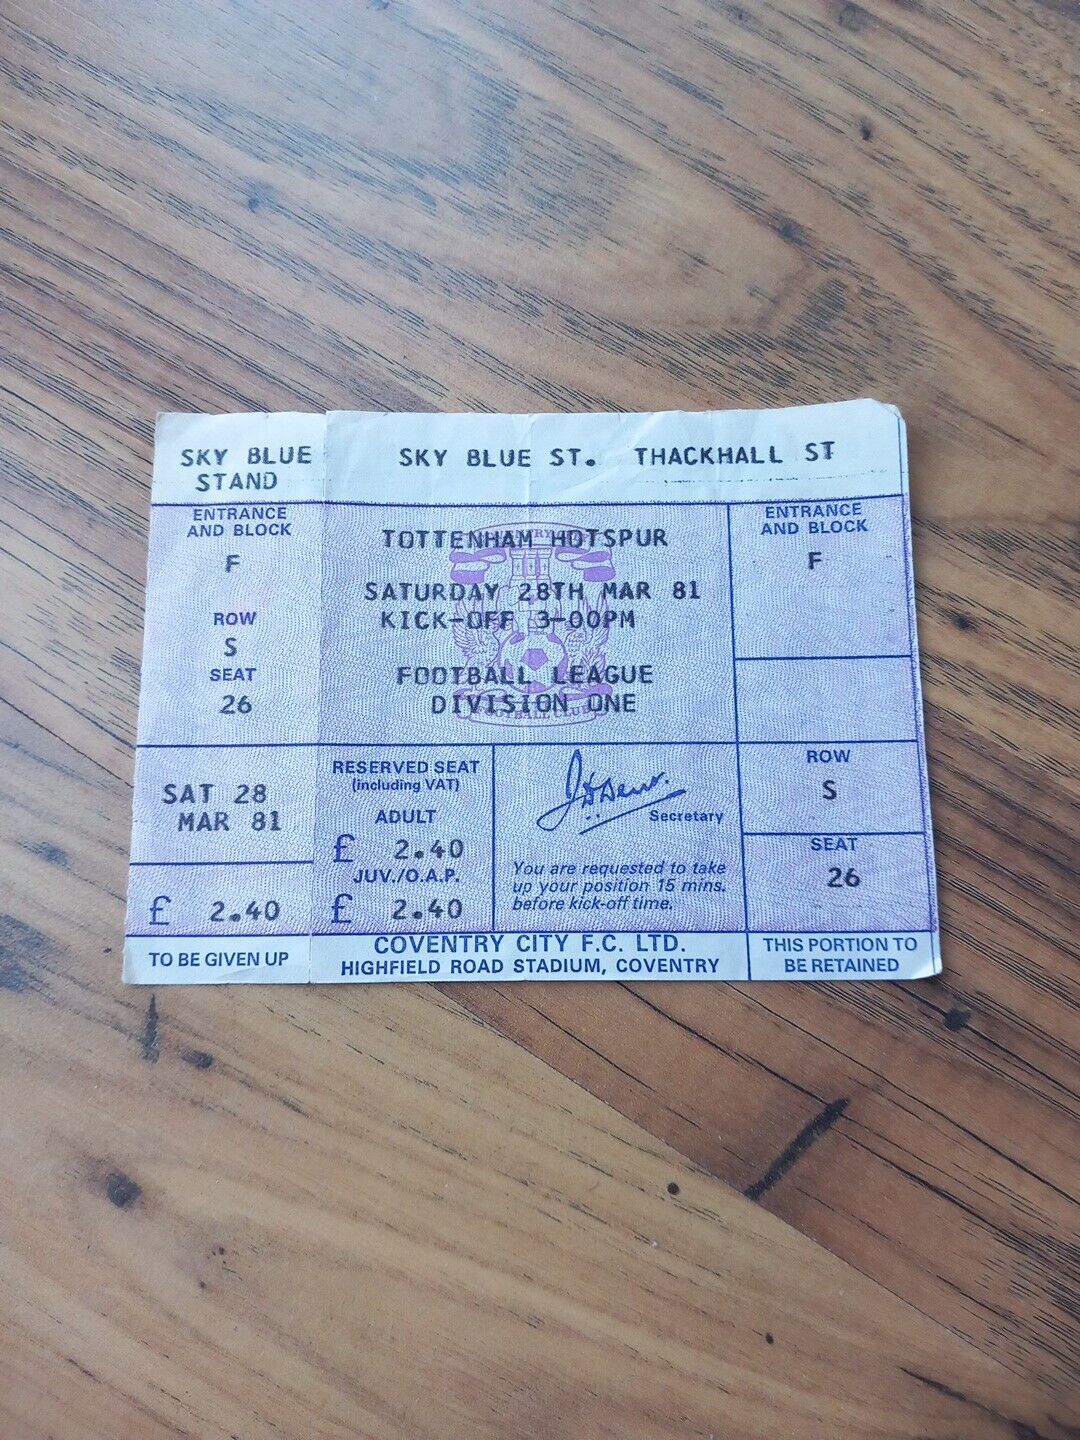 SKY BLUE
STAND
ENTRANCE
AND BLOCK
F
ROW
S
SEAT
26
SAT 28
MAR 81
£ 2.40
TO BE GIVEN UP
SKY BLUE ST. THACKHALL ST
TOTTENHAM HOTSPUR
SATURDAY 28TH MAR 81
KICK-OFF 3-00PM
FOOTBALL LEAGUE
DIVISION ONE
FOOTBALL CLUB
RESERVED SEAT
(including VAT)
ADULT
£ 2.40
JUV./O.A.P.
£ 2.40
Secretary
You are requested to take
up your position 15 mins.
before kick-off time.
COVENTRY CITY F.C. LTD.
HIGHFIELD ROAD STADIUM, COVENTRY
ENTRANCE
AND BLOCK
F
ROW
S
SEAT
26
THIS PORTION TO
BE RETAINED